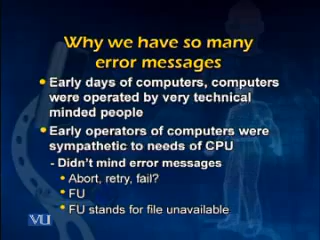 Why we have so many
error messages
• Early days of computers, computers
were operated by very technical
minded people
• Early operators of computers were
sympathetic to needs of CPU
- Didn't mind error messages
• Abort, retry, fail?
• FU
• FU stands for file unavailable
VU